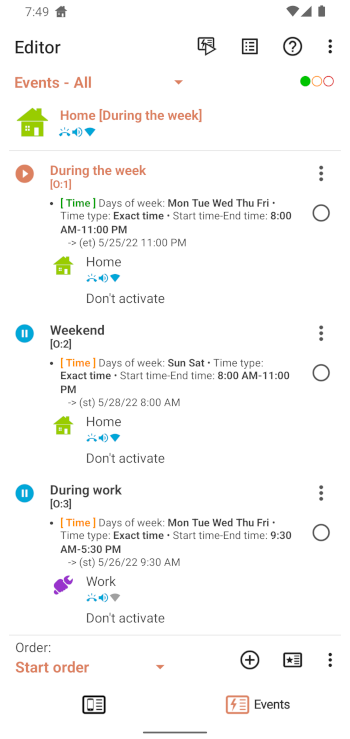 7:49
Editor
Events - All
Home [During the week]
During the week
[O:1]
• [ Time ] Days of week: Mon Tue Wed Thu Fri •
Time type: Exact time • Start time-End time: 8:00
AM-11:00 PM
-> (et) 5/25/22 11:00 PM
Home
Don't activate
Weekend
[O:2]
• [ Time ] Days of week: Sun Sat • Time type:
Exact time • Start time-End time: 8:00 AM-11:00
PM
-> (st) 5/28/22 8:00 AM
Home
Don't activate
During work
[O:3]
• [ Time ] Days of week: Mon Tue Wed Thu Fri •
Time type: Exact time • Start time-End time: 9:30
AM-5:30 PM
-> (st) 5/26/22 9:30 AM
Work
Don't activate
Order:
Start order
Events